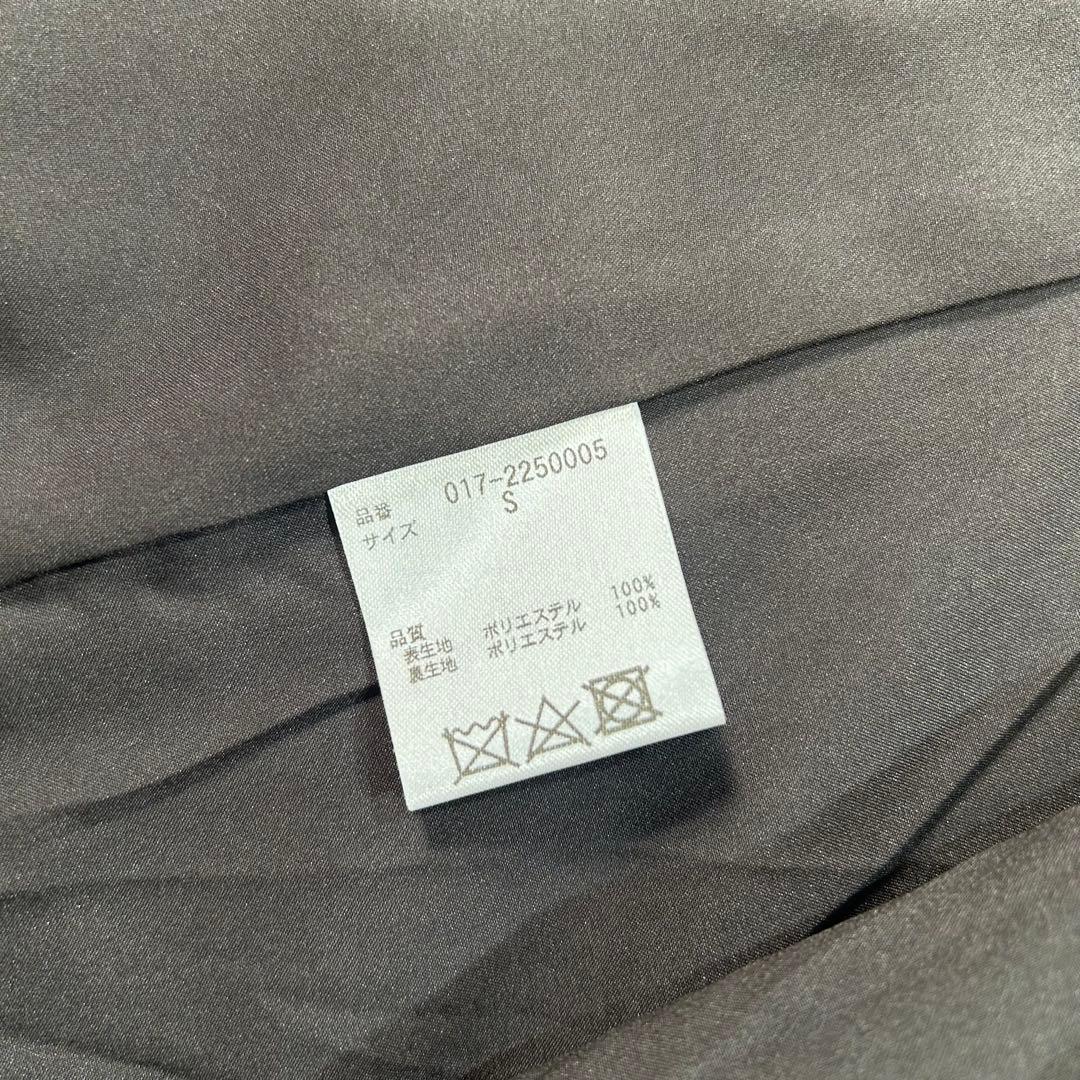 品番 017-2250005
サイズ S
品質
表生地 ポリエステル 100%
裏生地 ポリエステル 100%